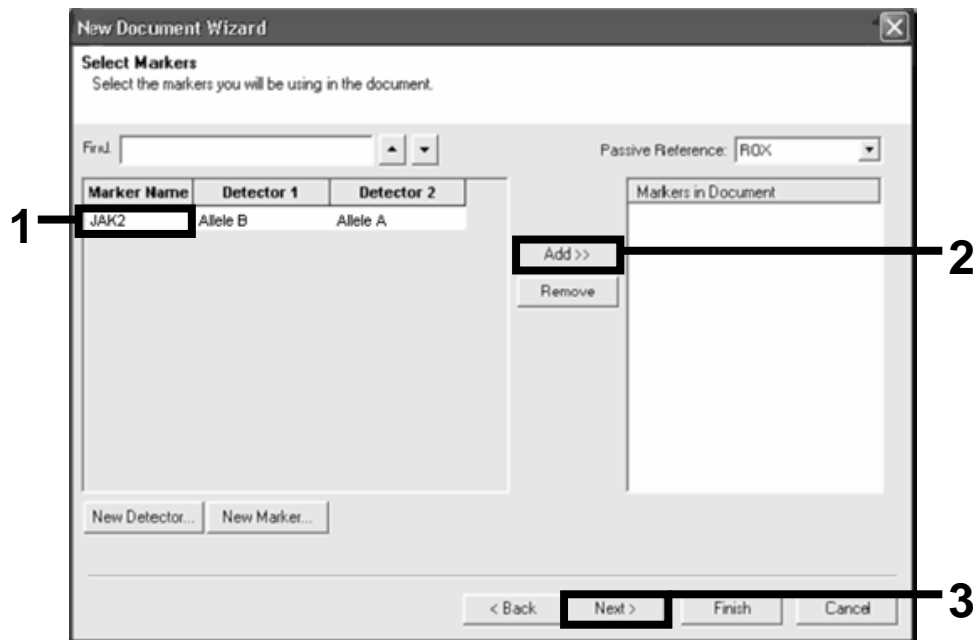 New Document Wizard
Select Markers
Select the markers you will be using in the document.
Find: Passive Reference: ROX
Marker Name Detector 1 Detector 2 Markers in Document
1 JAK2 Allele B Allele A
Add >> 2
Remove
New Detector... New Marker...
< Back Next > Finish Cancel 3